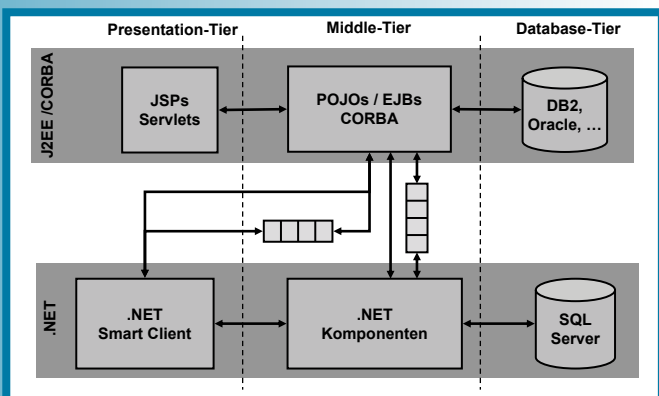 Presentation-Tier
Middle-Tier
Database-Tier
J2EE /CORBA
JSPs
Servlets
POJOs / EJBs
CORBA
DB2,
Oracle, …
.NET
.NET
Smart Client
.NET
Komponenten
SQL
Server